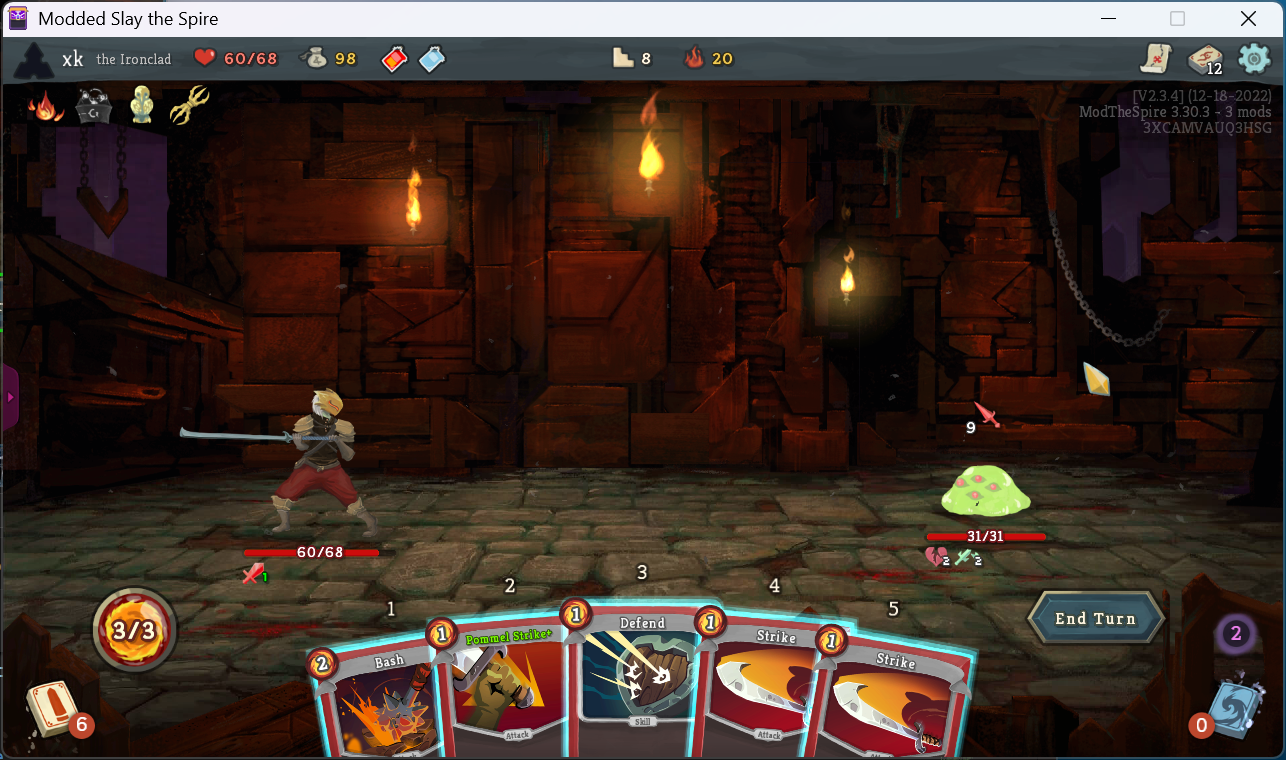 Modded Slay the Spire
xk the Ironclad 60/68 98 8 20 12
[V2.3.4] (12-18-2022)
ModTheSpire 3.30.3 - 3 mods
3XCAMVAUQ3HSG
9
60/68
31/31
1
2 2
1 2 3 4 5
3/3
End Turn
2
2 Bash
1 Pommel Strike+
1 Defend
1 Strike
1 Strike
Attack
Skill
Attack
6
0